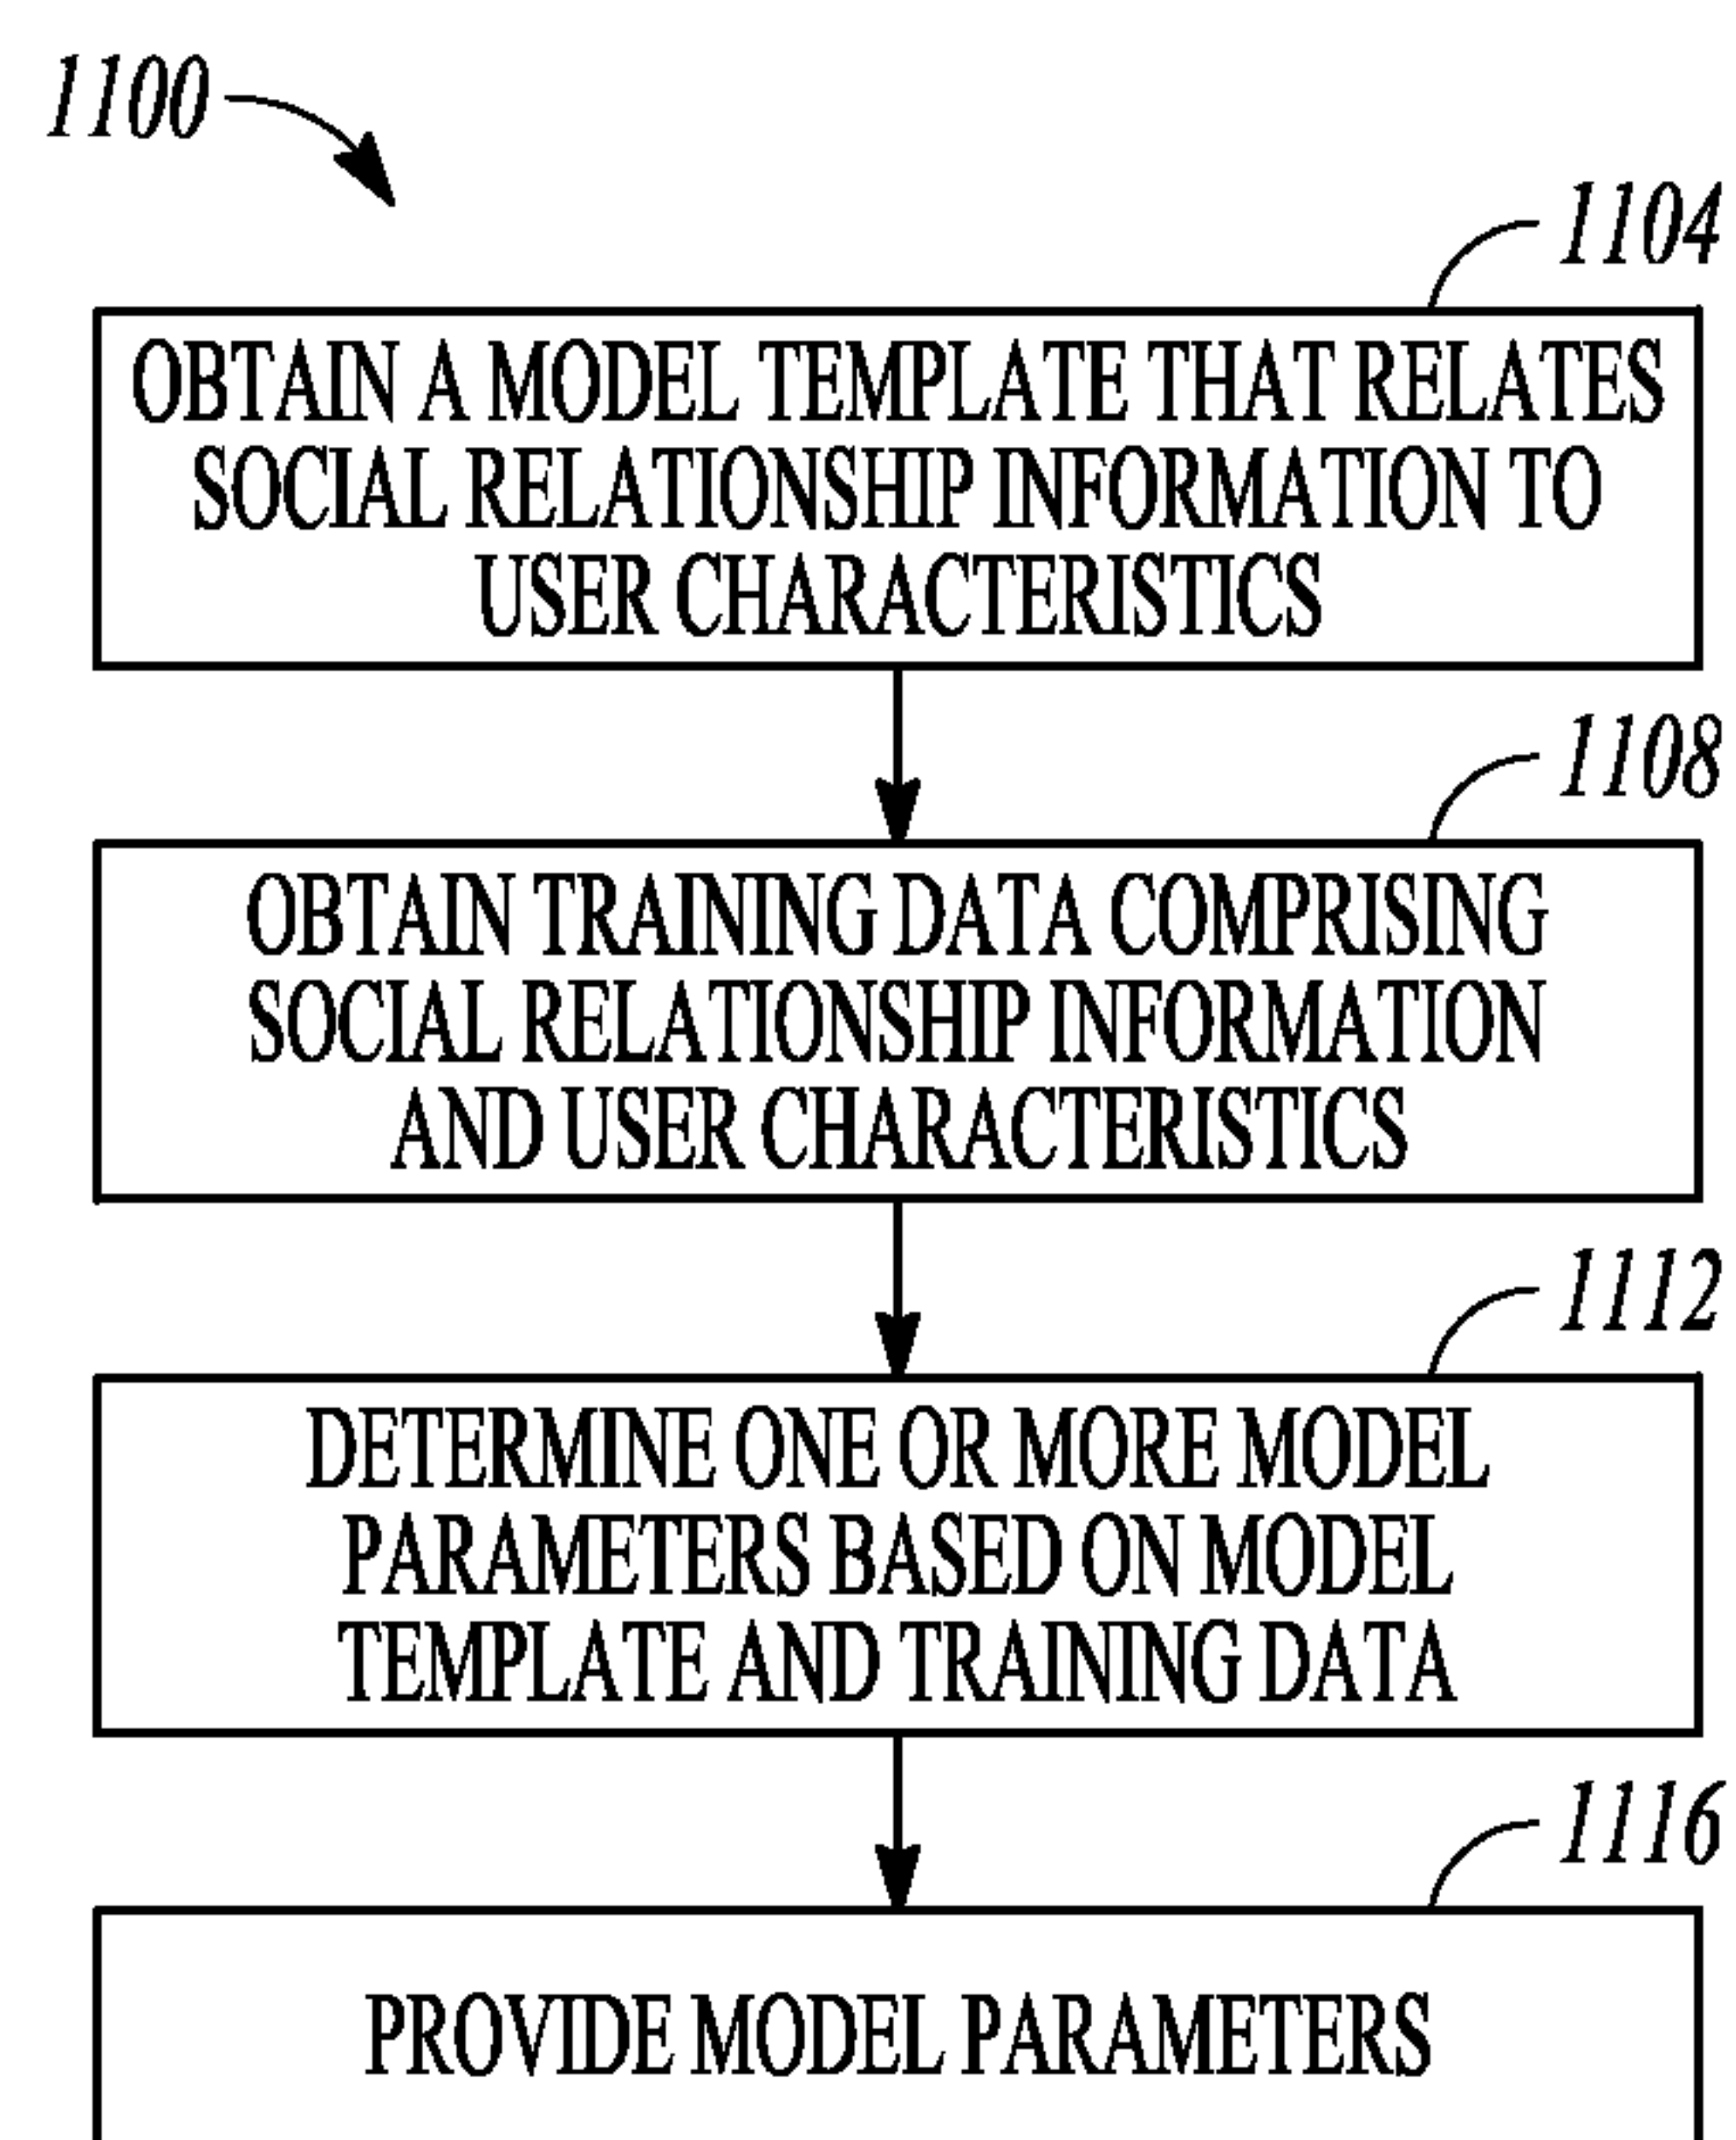 1100
1104
OBTAIN A MODEL TEMPLATE THAT RELATES
SOCIAL RELATIONSHIP INFORMATION TO
USER CHARACTERISTICS
1108
OBTAIN TRAINING DATA COMPRISING
SOCIAL RELATIONSHIP INFORMATION
AND USER CHARACTERISTICS
1112
DETERMINE ONE OR MORE MODEL
PARAMETERS BASED ON MODEL
TEMPLATE AND TRAINING DATA
1116
PROVIDE MODEL PARAMETERS